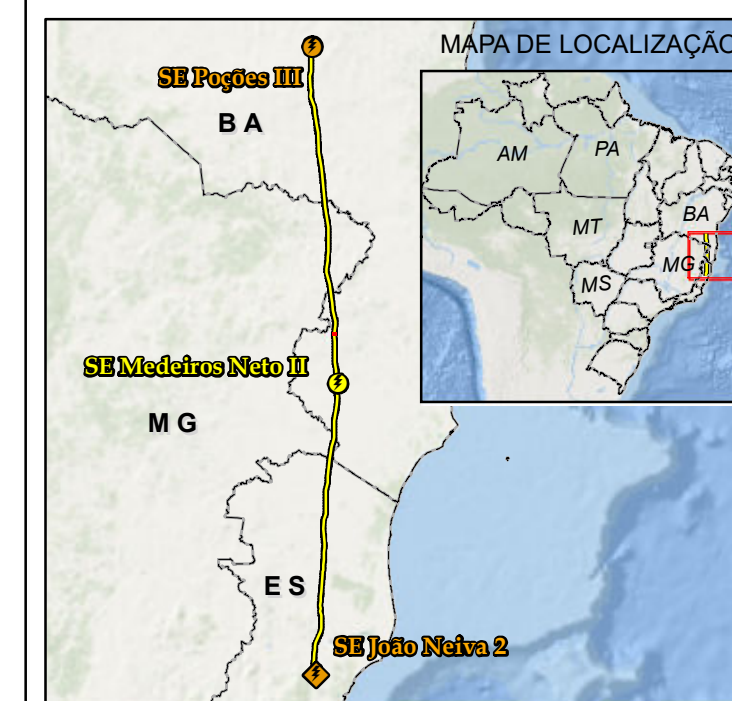 MAPA DE LOCALIZAÇÃO
SE Poções III
B A
AM
PA
BA
MT
MG
MS
SE Medeiros Neto II
M G
E S
SE João Neiva 2